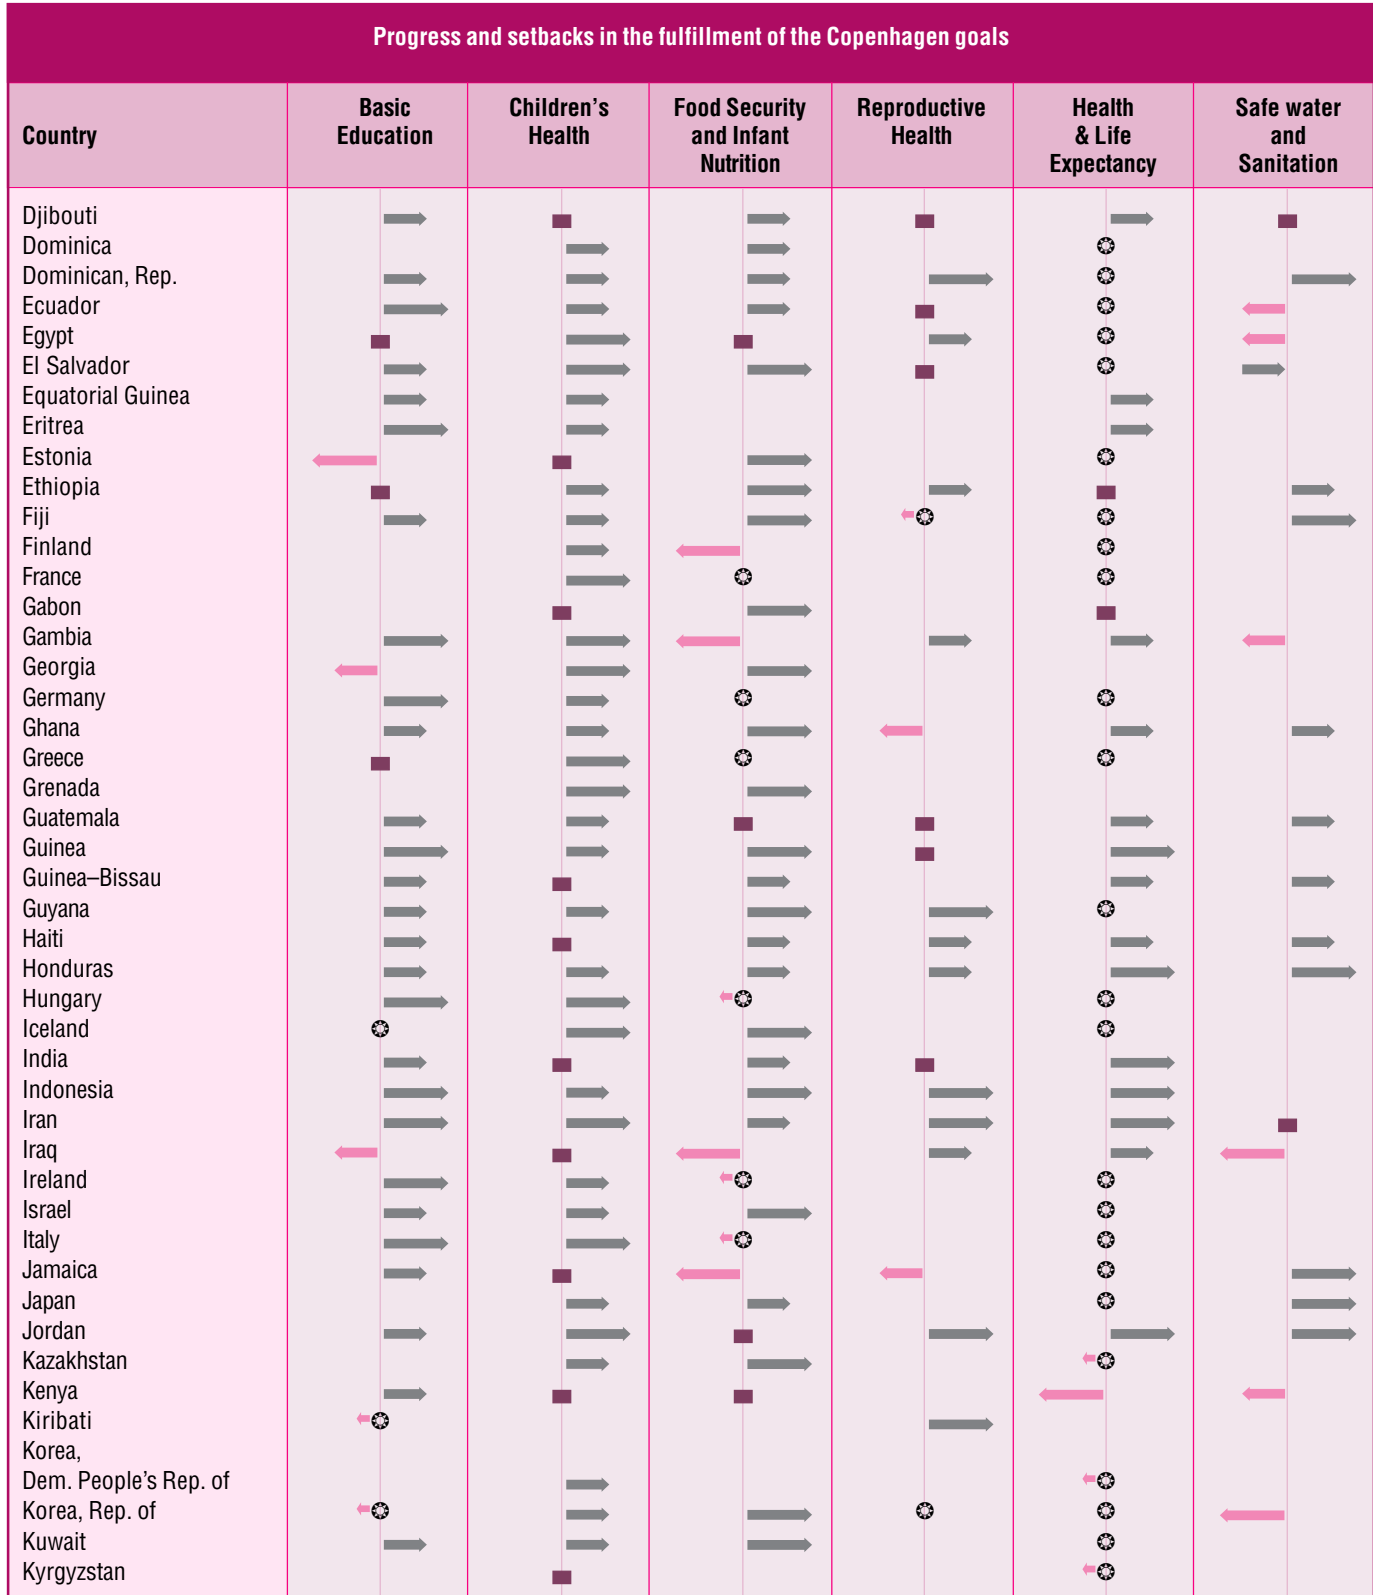 Progress and setbacks in the fulfillment of the Copenhagen goals
Country
Basic
Education
Children's
Health
Food Security
and Infant
Nutrition
Reproductive
Health
Health
& Life
Expectancy
Safe water
and
Sanitation
Djibouti
Dominica
Dominican, Rep.
Ecuador
Egypt
El Salvador
Equatorial Guinea
Eritrea
Estonia
Ethiopia
Fiji
Finland
France
Gabon
Gambia
Georgia
Germany
Ghana
Greece
Grenada
Guatemala
Guinea
Guinea–Bissau
Guyana
Haiti
Honduras
Hungary
Iceland
India
Indonesia
Iran
Iraq
Ireland
Israel
Italy
Jamaica
Japan
Jordan
Kazakhstan
Kenya
Kiribati
Korea,
Dem. People's Rep. of
Korea, Rep. of
Kuwait
Kyrgyzstan